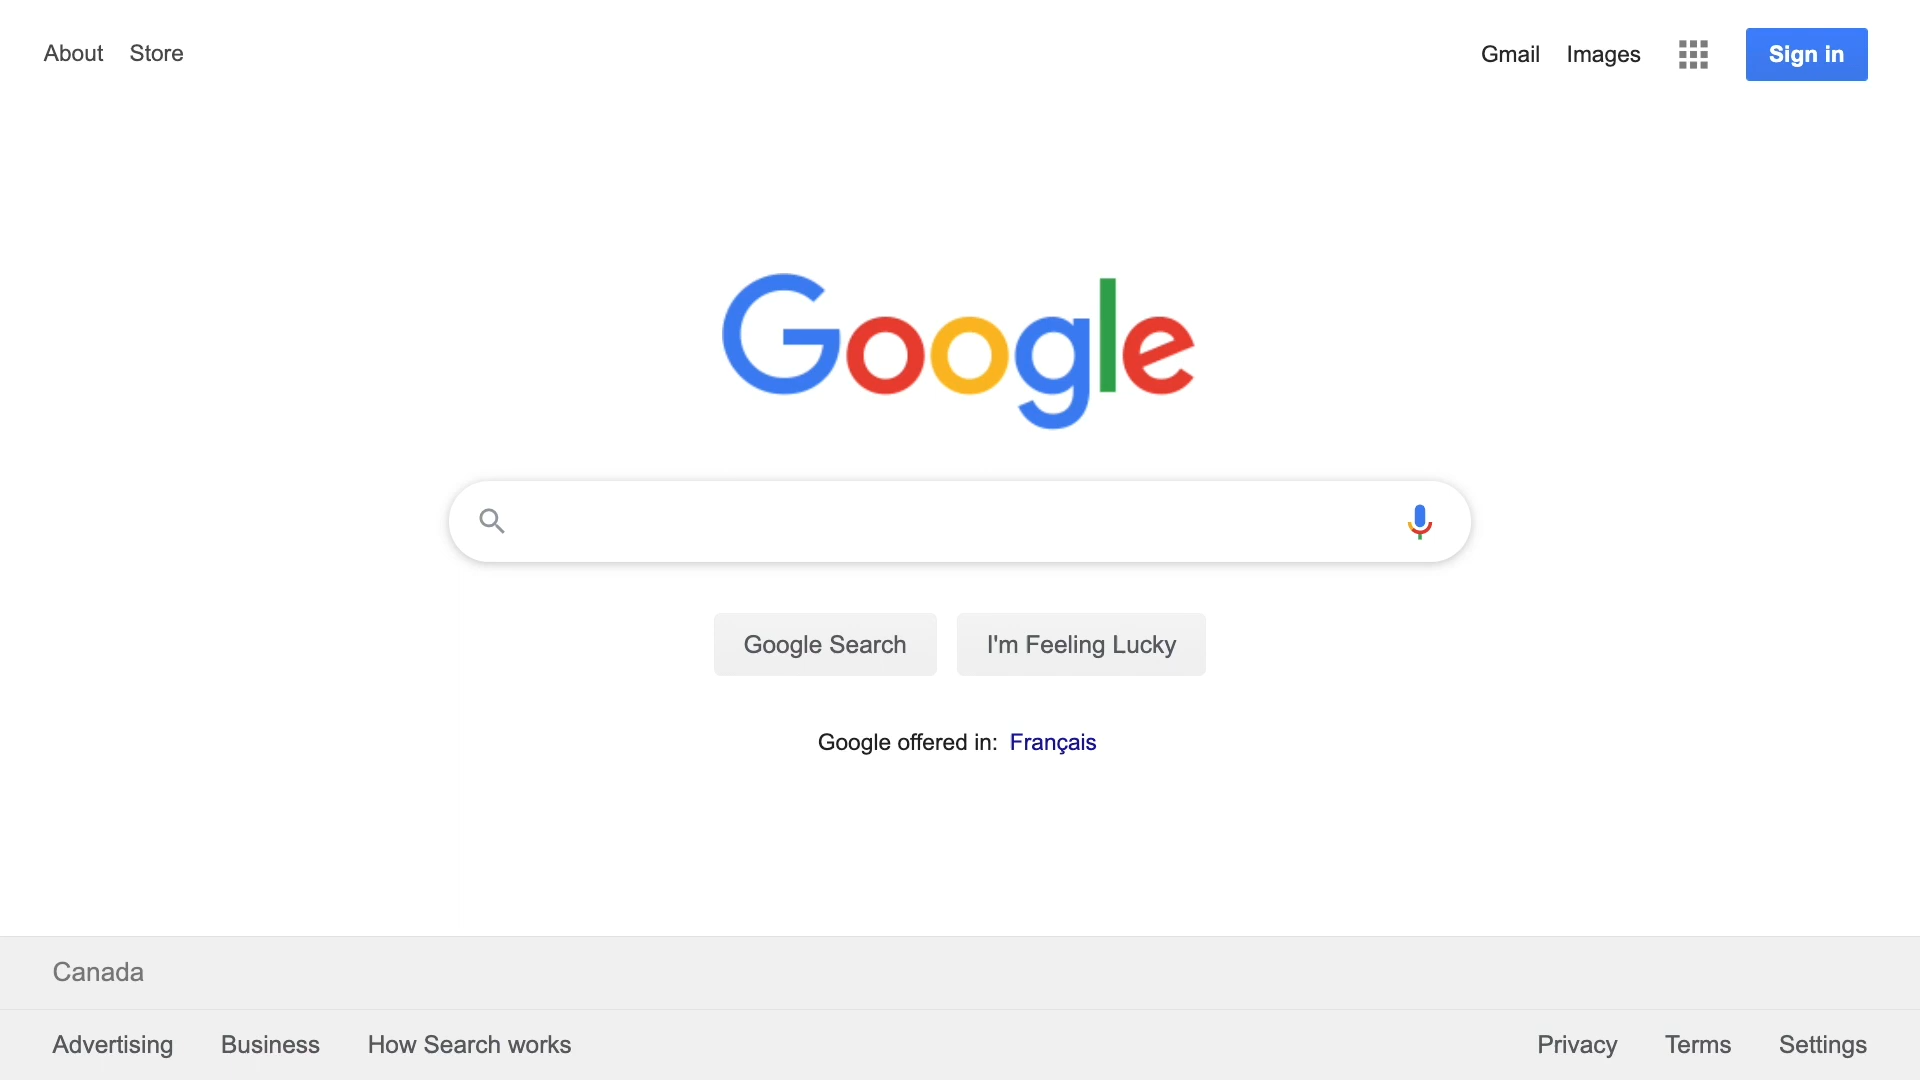 About Store
Gmail Images Sign in
Google
Google Search I'm Feeling Lucky
Google offered in: Français
Canada
Advertising Business How Search works
Privacy Terms Settings